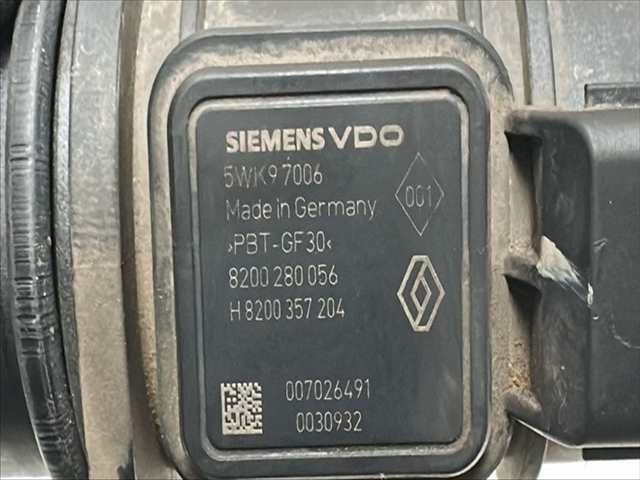 SIEMENS VDO
5WK9 7006
Made in Germany
001
>PBT-GF30<
8200 280 056
H 8200 357 204
007026491
0030932